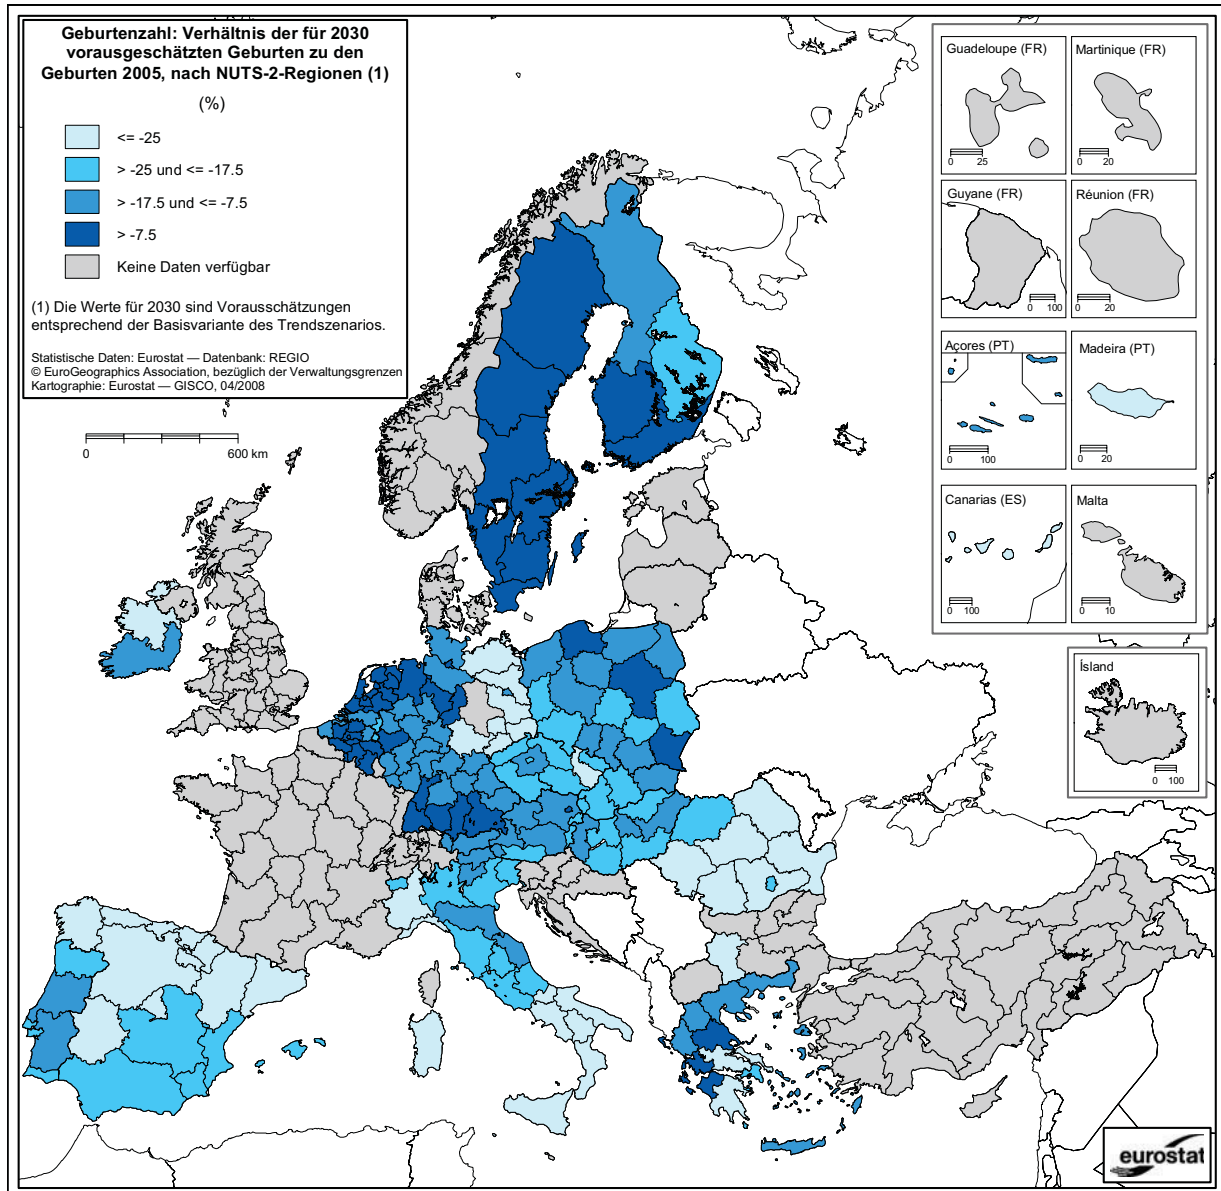 Geburtenzahl: Verhältnis der für 2030
vorausgeschätzten Geburten zu den
Geburten 2005, nach NUTS-2-Regionen (1)
(%)
<= -25
> -25 und <= -17.5
> -17.5 und <= -7.5
> -7.5
Keine Daten verfügbar
(1) Die Werte für 2030 sind Vorausschätzungen
entsprechend der Basisvariante des Trendszenarios.
Statistische Daten: Eurostat — Datenbank: REGIO
© EuroGeographics Association, bezüglich der Verwaltungsgrenzen
Kartographie: Eurostat — GISCO, 04/2008
0 600 km
Guadeloupe (FR)
0 25
Martinique (FR)
0 20
Guyane (FR)
0 100
Réunion (FR)
0 20
Açores (PT)
0 100
Madeira (PT)
0 20
Canarias (ES)
0 100
Malta
0 10
Ísland
0 100
eurostat